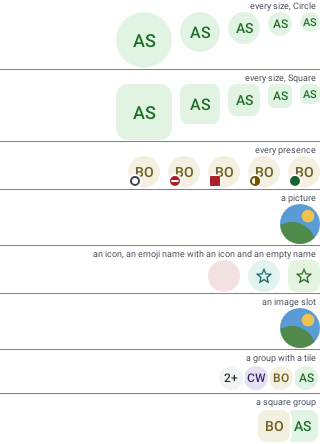 every size, Circle
AS AS AS AS AS
every size, Square
AS AS AS AS AS
every presence
BO BO BO BO BO
a picture
an icon, an emoji name with an icon and an empty name
an image slot
a group with a tile
2+ CW BO AS
a square group
BO AS